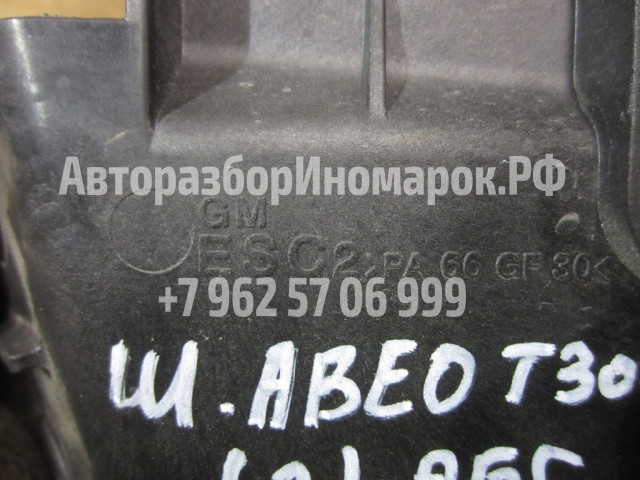 АвторазборИномарок.РФ
GM
ESC2 >PA 66 GF 30<
+7 962 57 06 999
Ш. АВЕО Т30